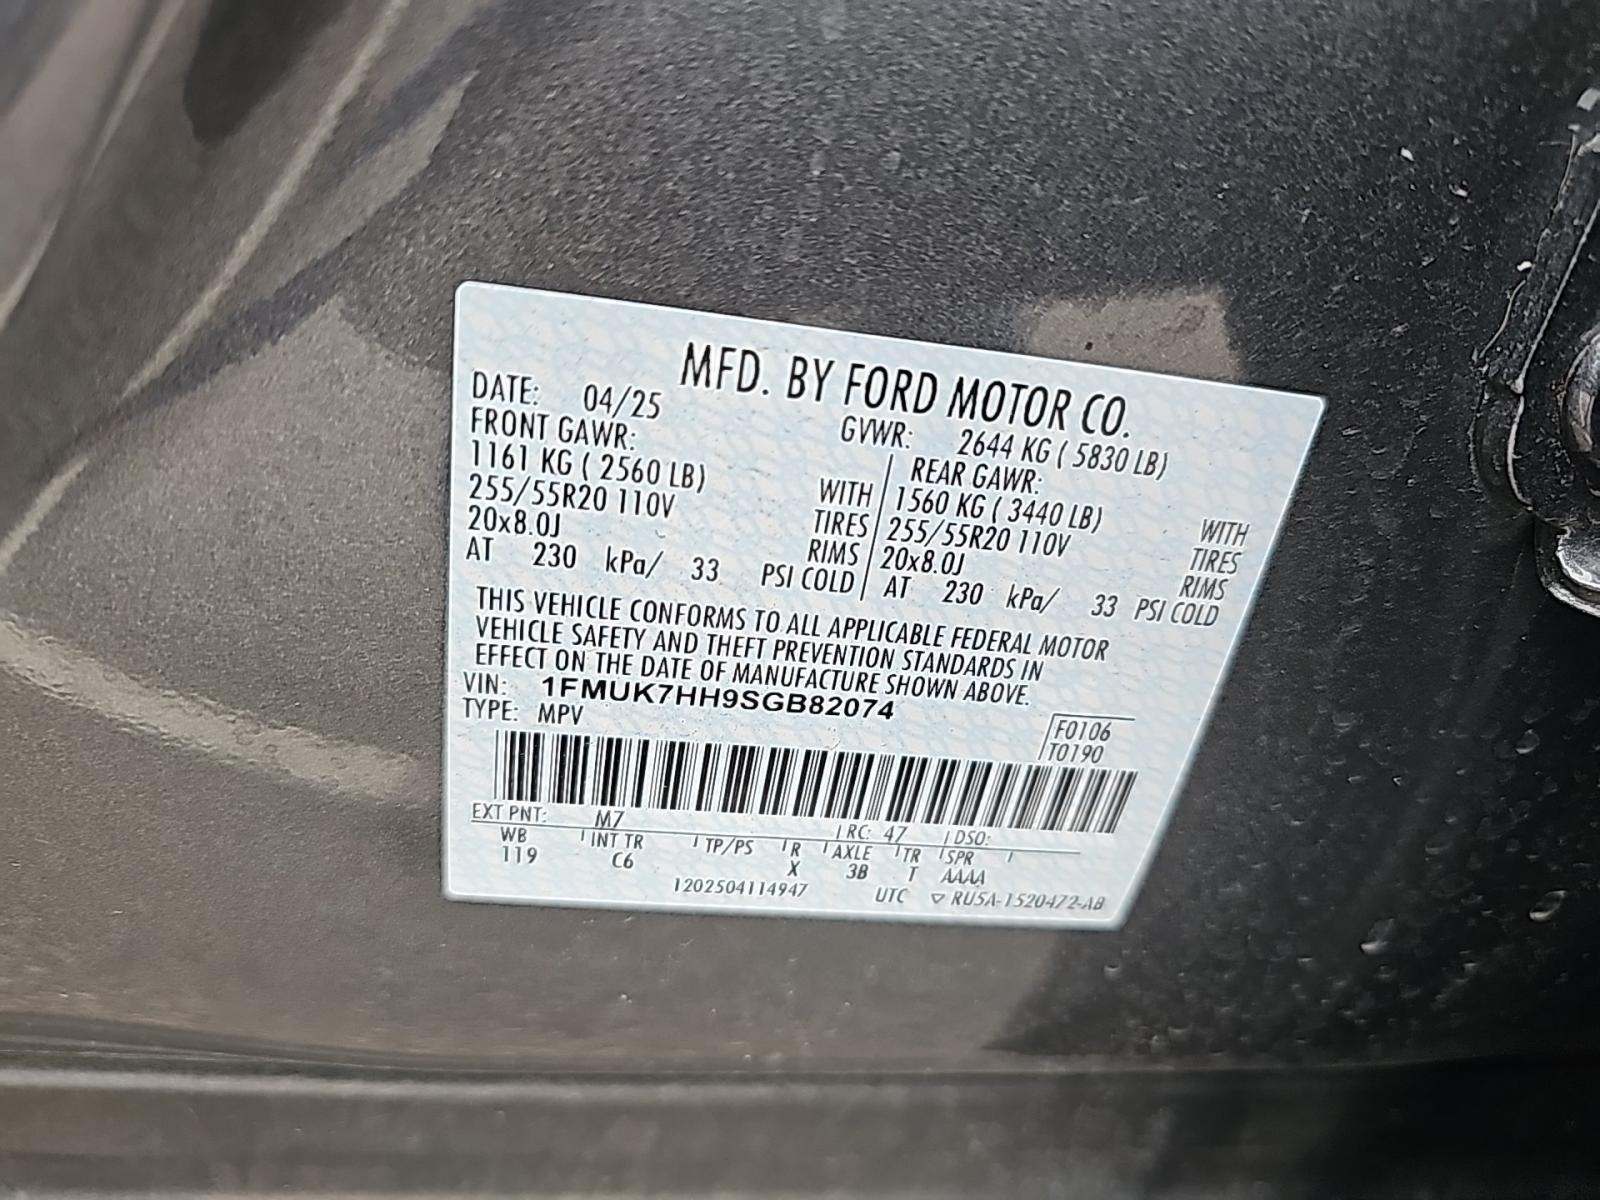 MFD. BY FORD MOTOR CO.
DATE: 04/25 GVWR: 2644 KG ( 5830 LB)
FRONT GAWR: REAR GAWR:
1161 KG ( 2560 LB) WITH 1560 KG ( 3440 LB) WITH
255/55R20 110V TIRES 255/55R20 110V TIRES
20x8.0J RIMS 20x8.0J RIMS
AT 230 kPa/ 33 PSI COLD AT 230 kPa/ 33 PSI COLD
THIS VEHICLE CONFORMS TO ALL APPLICABLE FEDERAL MOTOR
VEHICLE SAFETY AND THEFT PREVENTION STANDARDS IN
EFFECT ON THE DATE OF MANUFACTURE SHOWN ABOVE.
VIN: 1FMUK7HH9SGB82074
TYPE: MPV F0106
T0190
EXT PNT: M7 RC: 47 DSO:
WB INT TR TP/PS R AXLE TR SPR
119 C6 X 3B T AAAA
1202504114947 UTC ▽ RU5A-1520472-AB